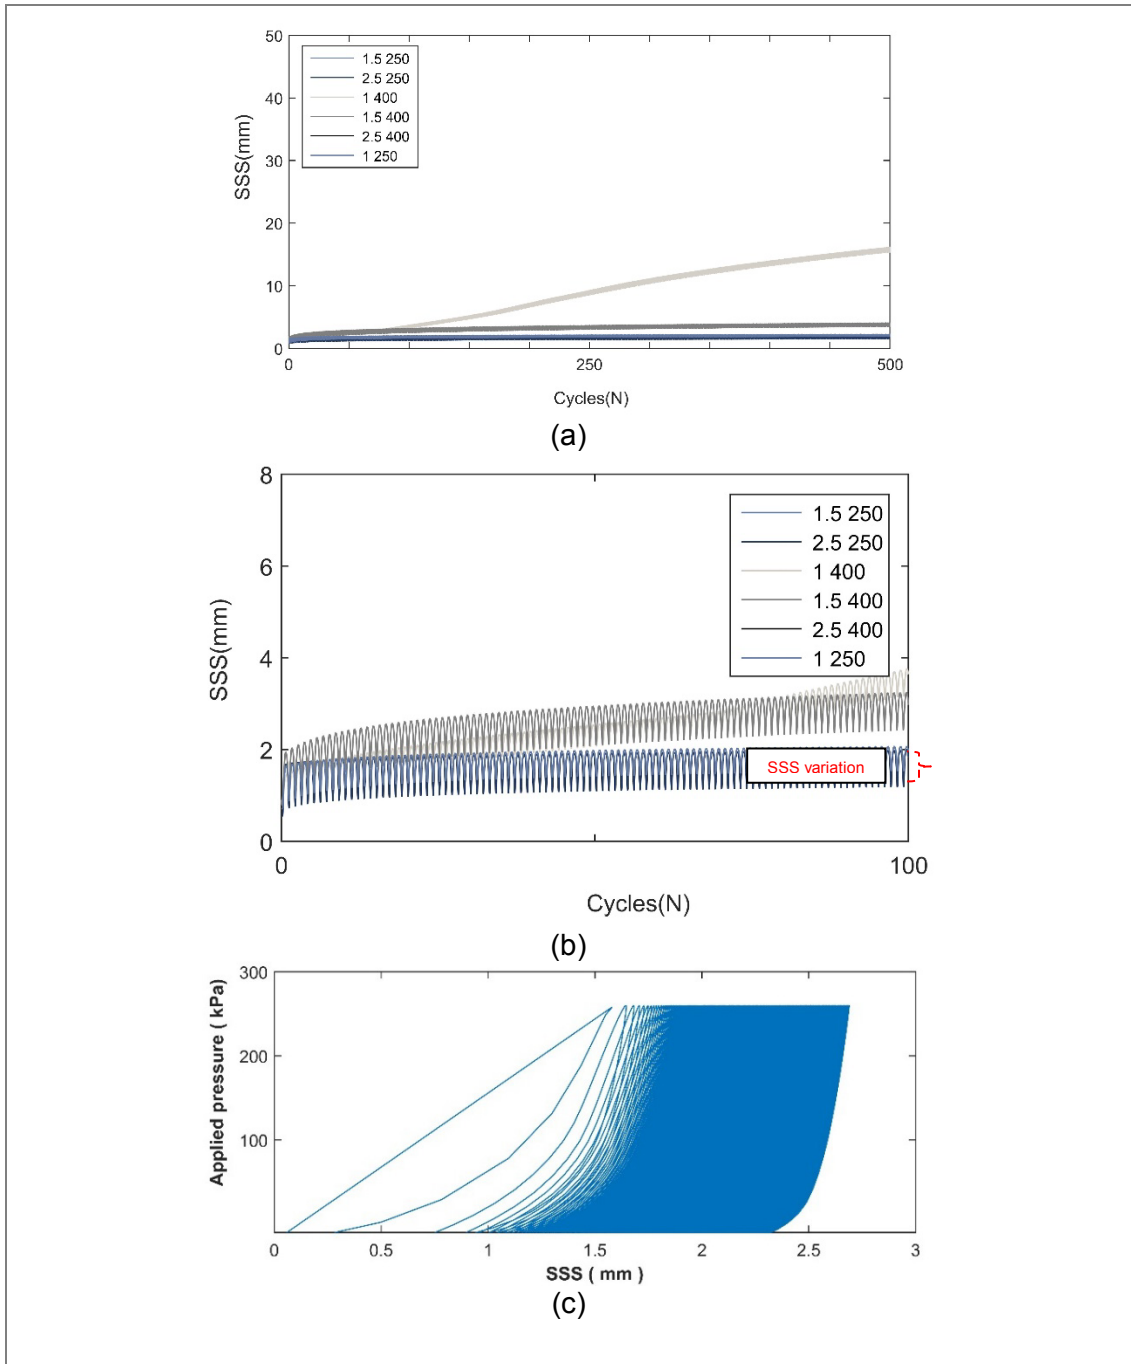 50
40
30
20
10
0
SSS(mm)
1.5 250
2.5 250
1 400
1.5 400
2.5 400
1 250
0 250 500
Cycles(N)
(a)
8
6
4
2
0
SSS(mm)
1.5 250
2.5 250
1 400
1.5 400
2.5 400
1 250
SSS variation
0 100
Cycles(N)
(b)
300
200
100
Applied pressure ( kPa)
0 0.5 1 1.5 2 2.5 3
SSS ( mm )
(c)